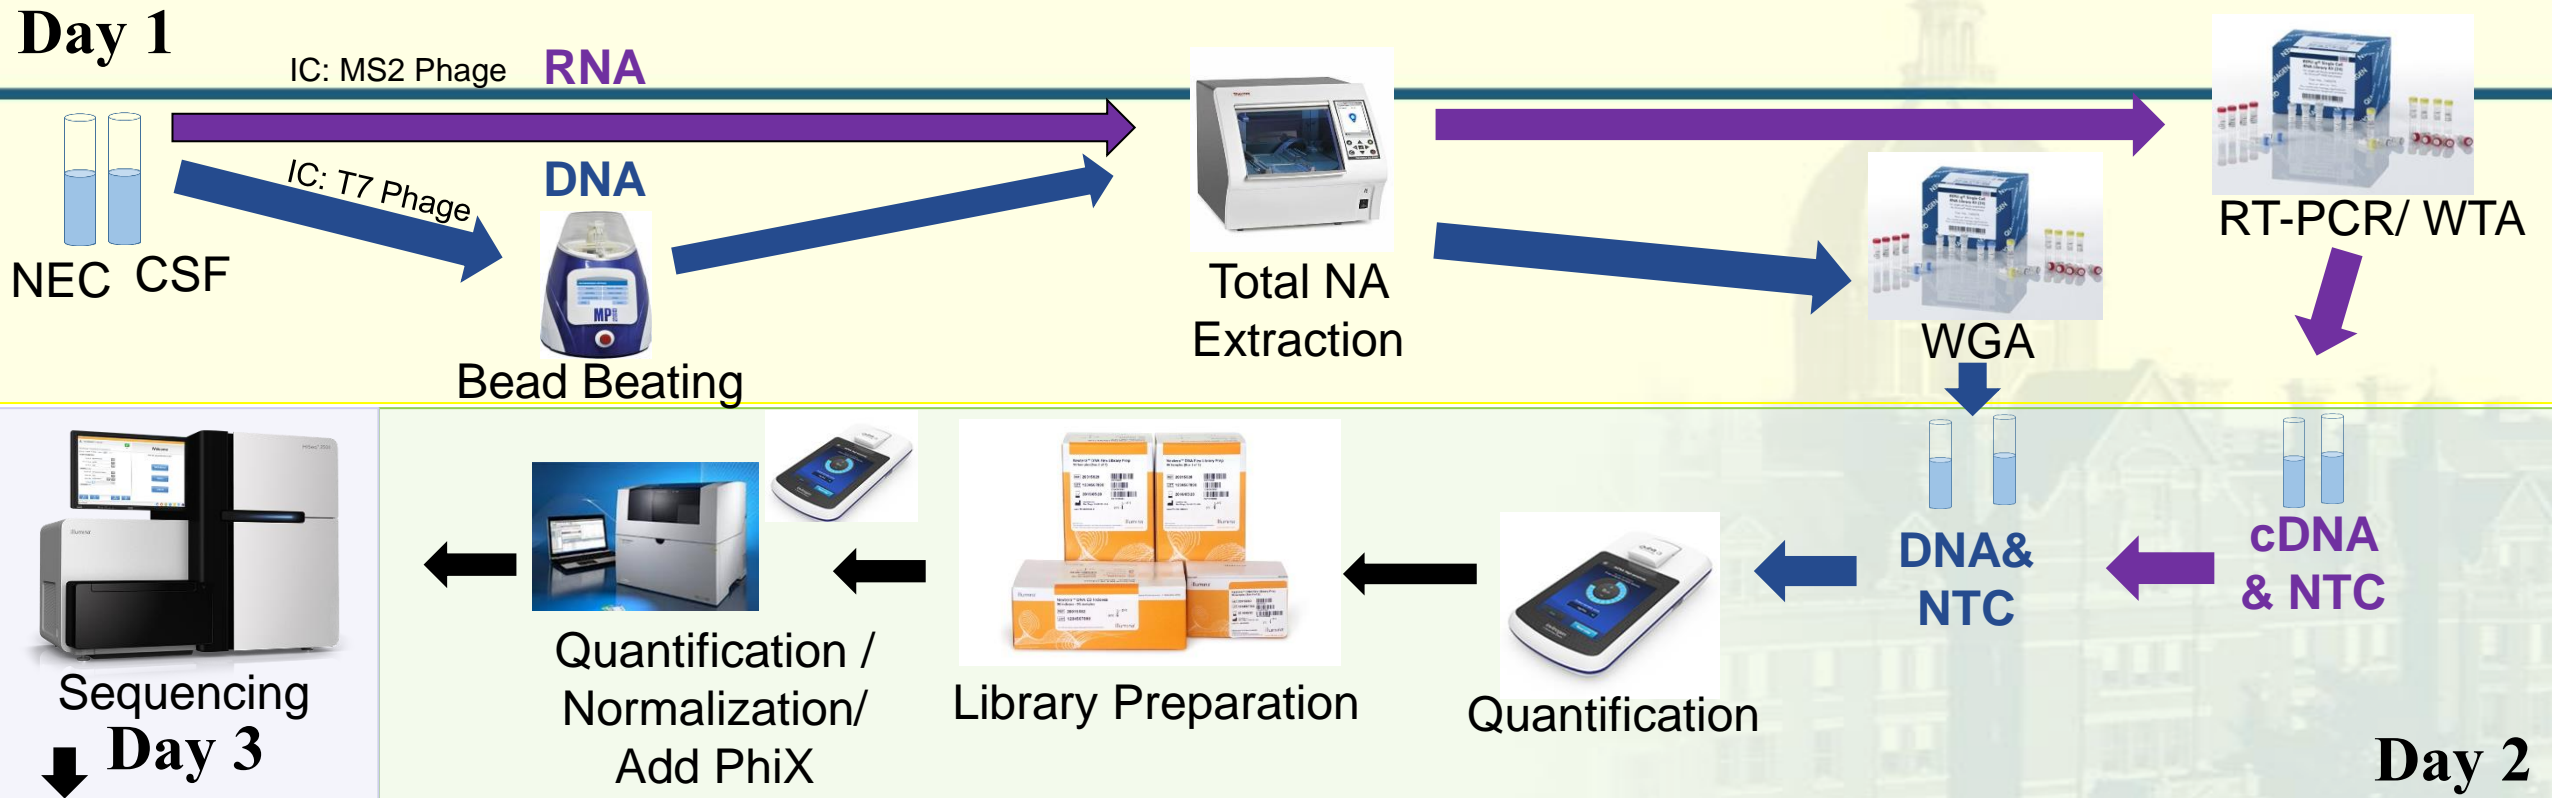 Day 1
IC: MS2 Phage
RNA
IC: T7 Phage
DNA
NEC
CSF
MP
Bead Beating
Total NA
Extraction
WGA
RT-PCR/ WTA
Sequencing
Day 3
Quantification /
Normalization/
Add PhiX
Library Preparation
Quantification
DNA&
NTC
cDNA
& NTC
Day 2